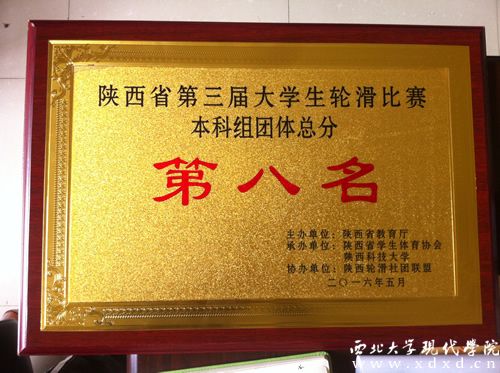 陕西省第三届大学生轮滑比赛
本科组团体总分
第八名
主办单位：陕西省教育厅
承办单位：陕西省学生体育协会
陕西科技大学
协办单位：陕西轮滑社团联盟
二〇一六年五月
西北大学现代学院
www.xdxd.cn